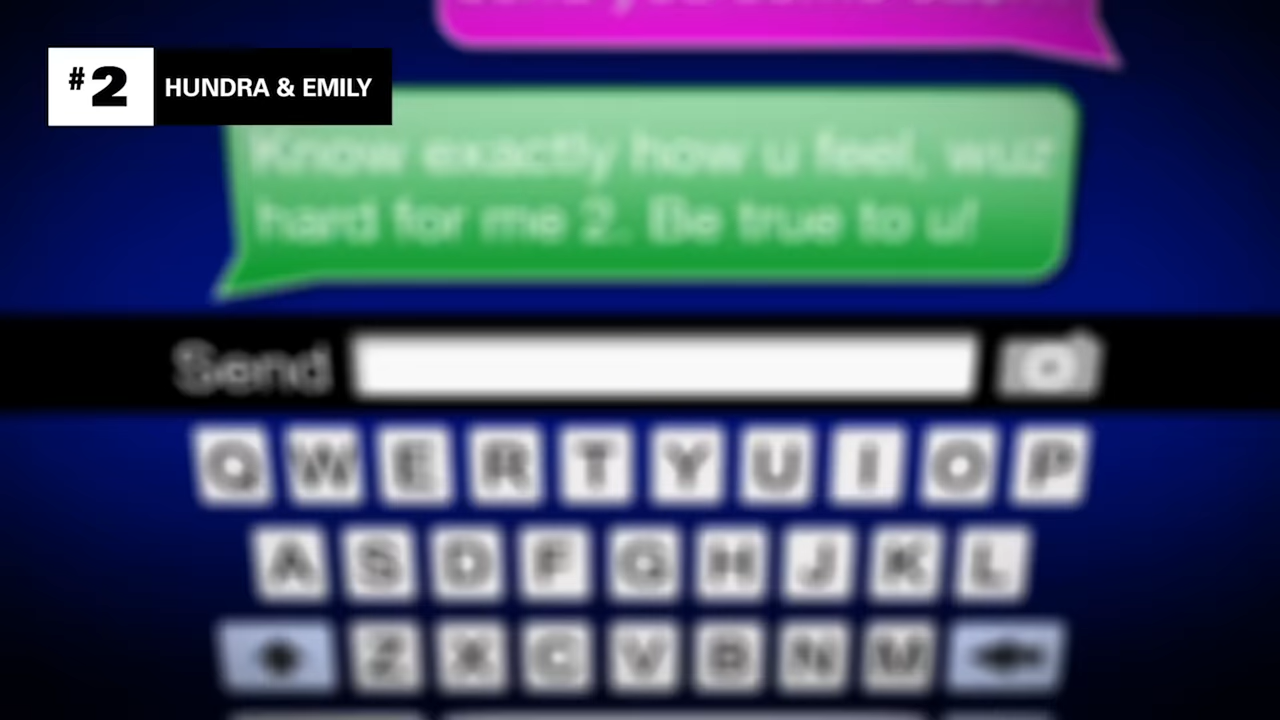 #2 HUNDRA & EMILY
Know exactly how u feel, wuz
hard for me 2. Be true to u!
Send
Q W E R T Y U I O P
A S D F G H J K L
Z X C V B N M